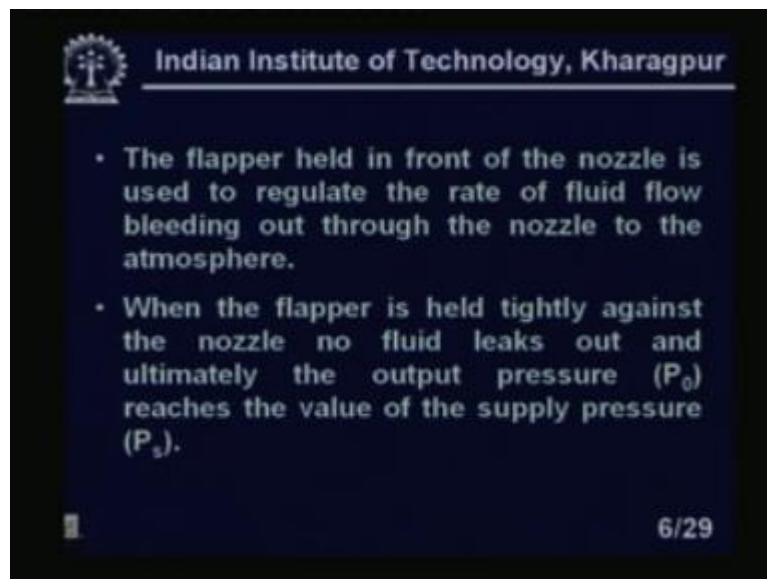 Indian Institute of Technology, Kharagpur
• The flapper held in front of the nozzle is
used to regulate the rate of fluid flow
bleeding out through the nozzle to the
atmosphere.
• When the flapper is held tightly against
the nozzle no fluid leaks out and
ultimately the output pressure (P₀)
reaches the value of the supply pressure
(Pₛ).
6/29